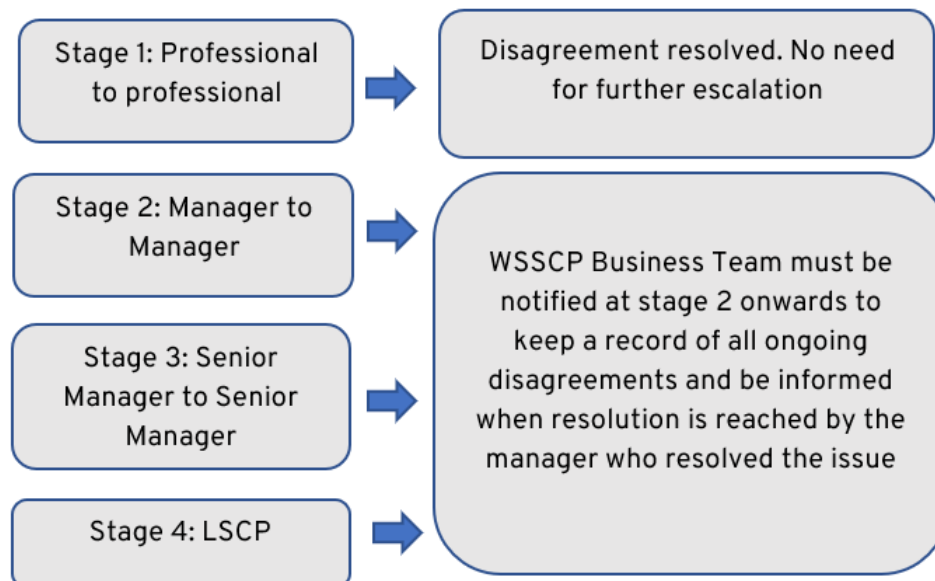 Stage 1: Professional
to professional
Disagreement resolved. No need
for further escalation
Stage 2: Manager to
Manager
Stage 3: Senior
Manager to Senior
Manager
Stage 4: LSCP
WSSCP Business Team must be
notified at stage 2 onwards to
keep a record of all ongoing
disagreements and be informed
when resolution is reached by the
manager who resolved the issue